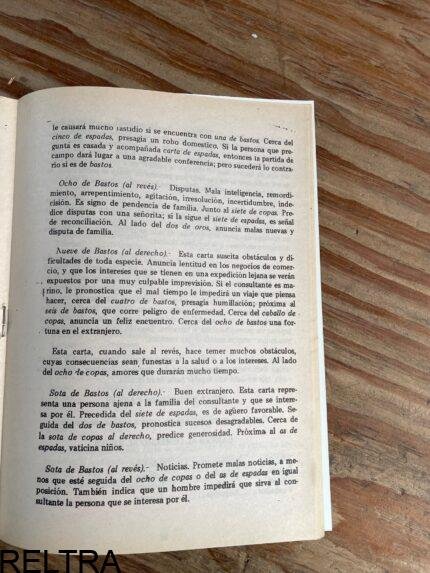 le causará mucho fastidio si se encuentra con una de bastos. Cerca del
cinco de espadas, presagia un robo domestico. Si la persona que pre-
gunta es casada y acompañada carta de espadas, entonces la partida de
campo dará lugar a una agradable conferencia; pero sucederá lo contra-
rio si es de bastos.
Ocho de Bastos (al revés).- Disputas. Mala inteligencia, remordi-
miento, arrepentimiento, agitación, irresolución, incertidumbre, inde-
cisión. Es signo de pendencia de familia. Junto al siete de copas. Pre-
dice disputas con una señorita; si la sigue el siete de espadas, es señal
de reconciliación. Al lado del dos de oros, anuncia malas nuevas y
disputa de familia.
Nueve de Bastos (al derecho).- Esta carta suscita obstáculos y di-
ficultades de toda especie. Anuncia lentitud en los negocios de comer-
cio, y que los intereses que se tienen en una expedición lejana se verán
expuestos por una muy culpable imprevisión. Si el consultante es ma-
rino, le pronostica que el mal tiempo le impedirá un viaje que piensa
hacer, cerca del cuatro de bastos, presagia humillación; próxima al
seis de bastos, que corre peligro de enfermedad. Cerca del caballo de
copas, anuncia un feliz encuentro. Cerca del ocho de bastos una for-
tuna en el extranjero.
Esta carta, cuando sale al revés, hace temer muchos obstáculos,
cuyas consecuencias sean funestas a la salud o a los intereses. Al lado
del ocho de copas, amores que durarán mucho tiempo.
Sota de Bastos (al derecho).- Buen extranjero. Esta carta repre-
senta una persona ajena a la familia del consultante y que se intere-
sa por él. Precedida del siete de espadas, es de agüero favorable. Se-
guida del dos de bastos, pronostica sucesos desagradables. Cerca de
la sota de copas al derecho, predice generosidad. Próxima al as de
espadas, vaticina niños.
Sota de Bastos (al revés).- Noticias. Promete malas noticias, a me-
nos que esté seguida del ocho de copas o del as de espadas en igual
posición. También indica que un hombre impedirá que sirva al con-
sultante la persona que se interesa por él.
RELTRA